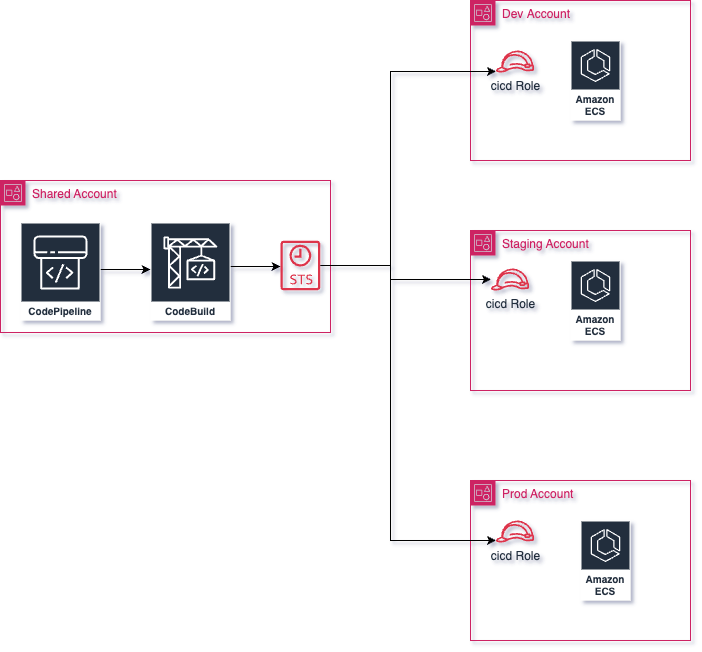 Dev Account
cicd Role
Amazon
ECS
Shared Account
CodePipeline
CodeBuild
STS
Staging Account
cicd Role
Amazon
ECS
Prod Account
cicd Role
Amazon
ECS